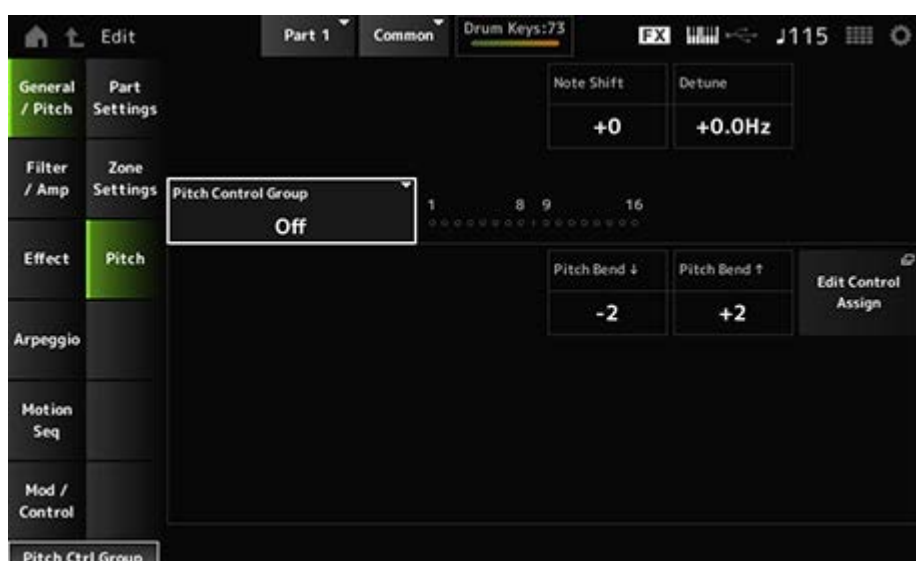 Edit
Part 1
Common
Drum Keys:73
FX
♩115
General
/ Pitch
Part
Settings
Note Shift
Detune
+0
+0.0Hz
Filter
/ Amp
Zone
Settings
Pitch Control Group
Off
1 8 9 16
Effect
Pitch
Pitch Bend ↓
Pitch Bend ↑
Edit Control
Assign
-2
+2
Arpeggio
Motion
Seq
Mod /
Control
Pitch Ctrl Group